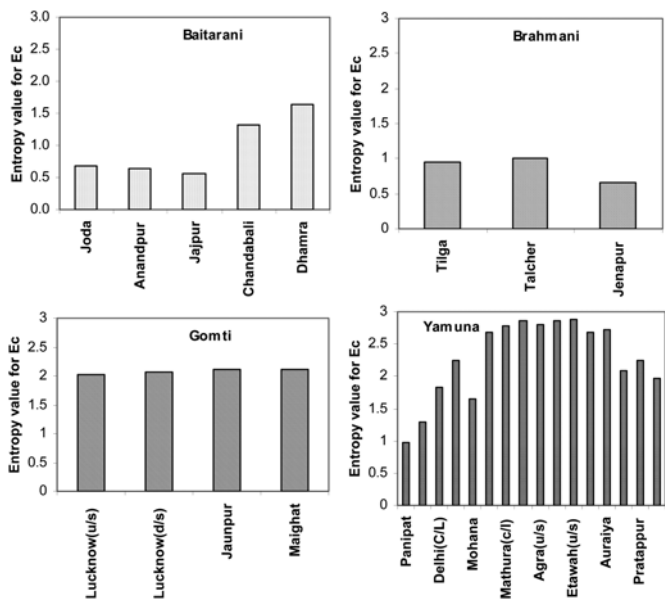 Baitarani
Entropy value for Ec
3.0
2.5
2.0
1.5
1.0
0.5
0.0
Joda
Anandpur
Jajpur
Chandabali
Dhamra
Brahmani
Entropy value for Ec
3
2.5
2
1.5
1
0.5
0
Tilga
Talcher
Jenapur
Gomti
Entropy value for Ec
3
2.5
2
1.5
1
0.5
0
Lucknow(u/s)
Lucknow(d/s)
Jaunpur
Maighat
Yamuna
Entropy value for Ec
3
2.5
2
1.5
1
0.5
0
Panipat
Delhi(C/L)
Mohana
Mathura(c/l)
Agra(u/s)
Etawah(u/s)
Auraiya
Pratappur